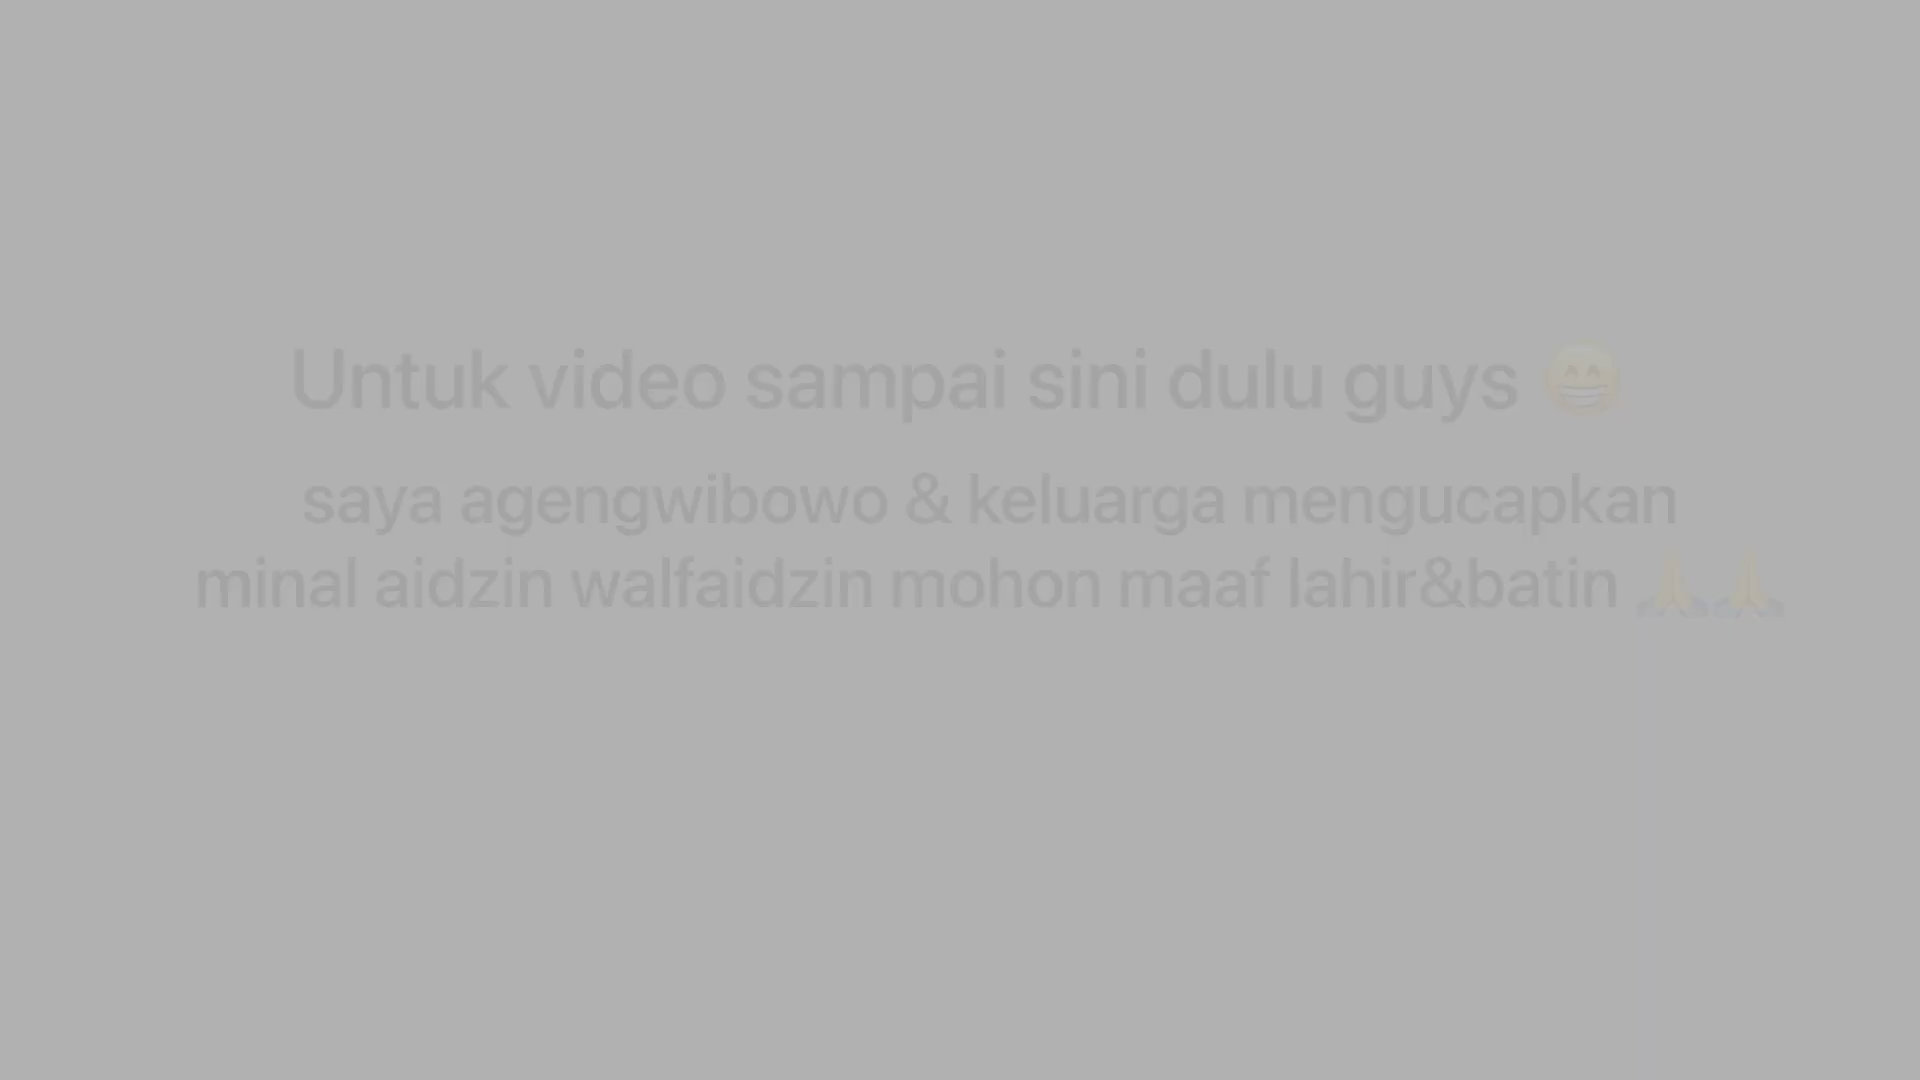 Untuk video sampai sini dulu guys 😁
saya agengwibowo & keluarga mengucapkan
minal aidzin walfaidzin mohon maaf lahir&batin 🙏🙏